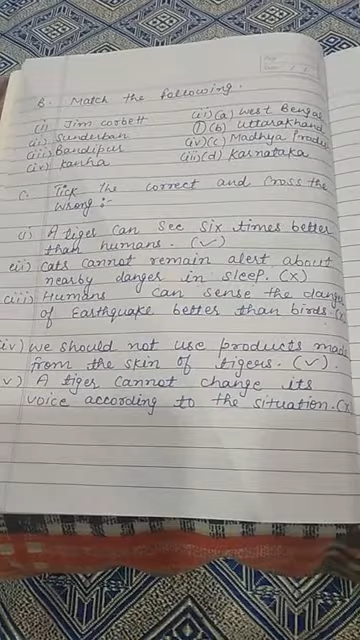 B. Match the following.
(i) Jim corbett (ii) (a) West Bengas
(ii) Sunderban (i) (b) Uttarakhand
(iii) Bandipur (iv) (c) Madhya Prade
(iv) Kanha (iii) (d) Karnataka
C. Tick the correct and cross the
wrong :-
(i) A tiger can see six times better
than humans. (✓)
(ii) Cats cannot remain alert about
nearby danger in sleep. (x)
(iii) Humans can sense the danger
of Earthquake better than birds. (x
iv) we should not use products made
from the skin of tigers. (✓).
v) A tiger cannot change its
voice according to the situation. (x